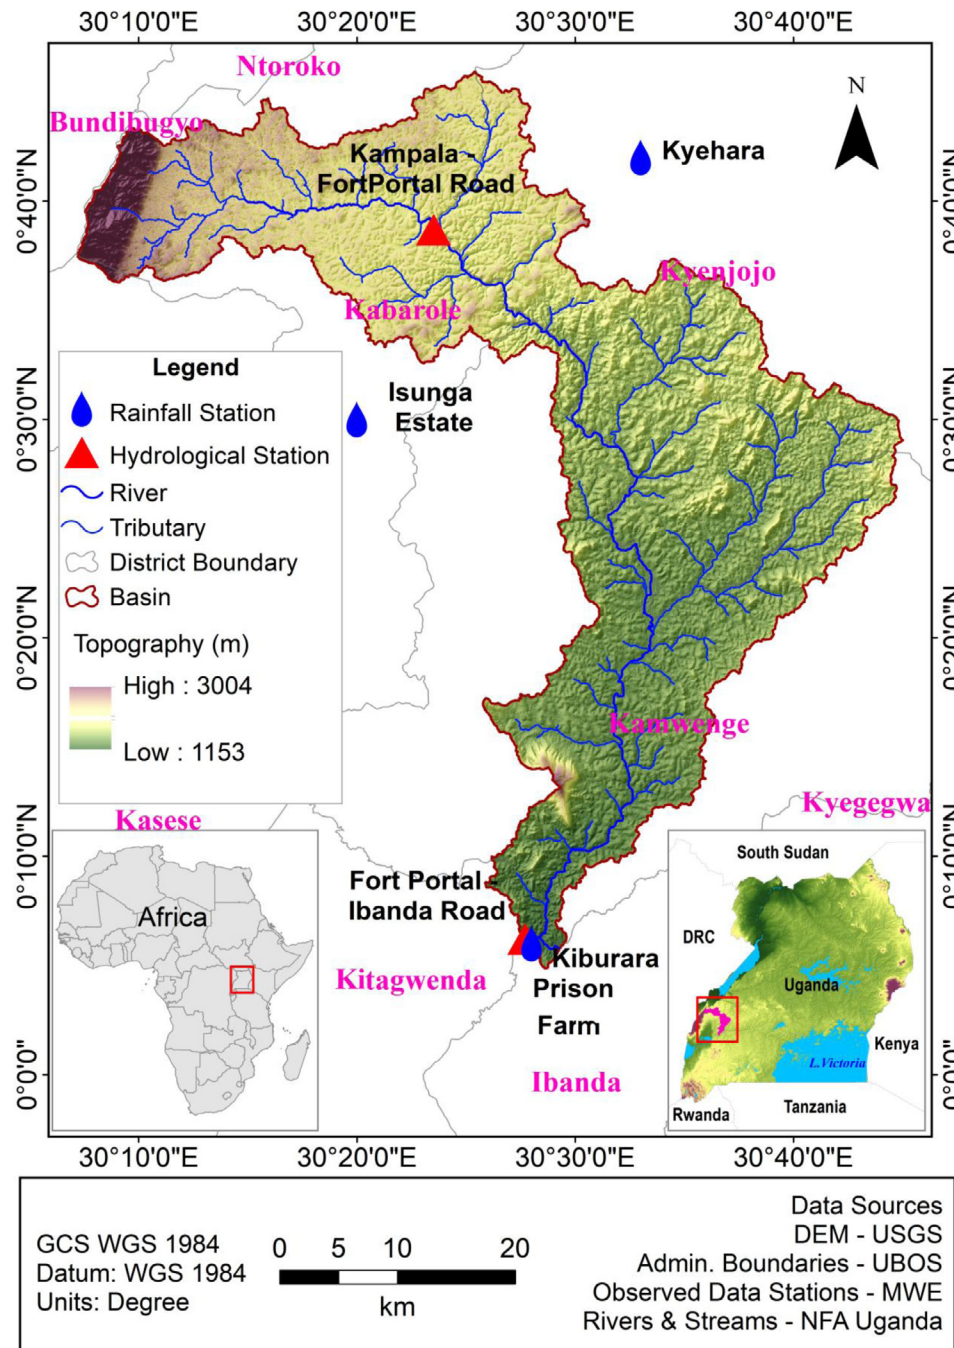 30°10'0"E 30°20'0"E 30°30'0"E 30°40'0"E
Ntoroko
Bundibugyo
N
Kampala -
FortPortal Road
Kyehara
0°40'0"N
0°40'0"N
Kyenjojo
Kabarole
Legend
Rainfall Station
Hydrological Station
River
Tributary
District Boundary
Basin
Topography (m)
High : 3004
Low : 1153
Isunga
Estate
0°30'0"N
0°30'0"N
0°20'0"N
0°20'0"N
Kamwenge
Kasese
Kyegegwa
0°10'0"N
0°10'0"N
Africa
Fort Portal -
Ibanda Road
Kitagwenda
Kiburara
Prison
Farm
Ibanda
South Sudan
DRC
Uganda
Kenya
L.Victoria
Rwanda
Tanzania
0°0'0"
0°0'0"
30°10'0"E 30°20'0"E 30°30'0"E 30°40'0"E
GCS WGS 1984
Datum: WGS 1984
Units: Degree
0 5 10 20
km
Data Sources
DEM - USGS
Admin. Boundaries - UBOS
Observed Data Stations - MWE
Rivers & Streams - NFA Uganda